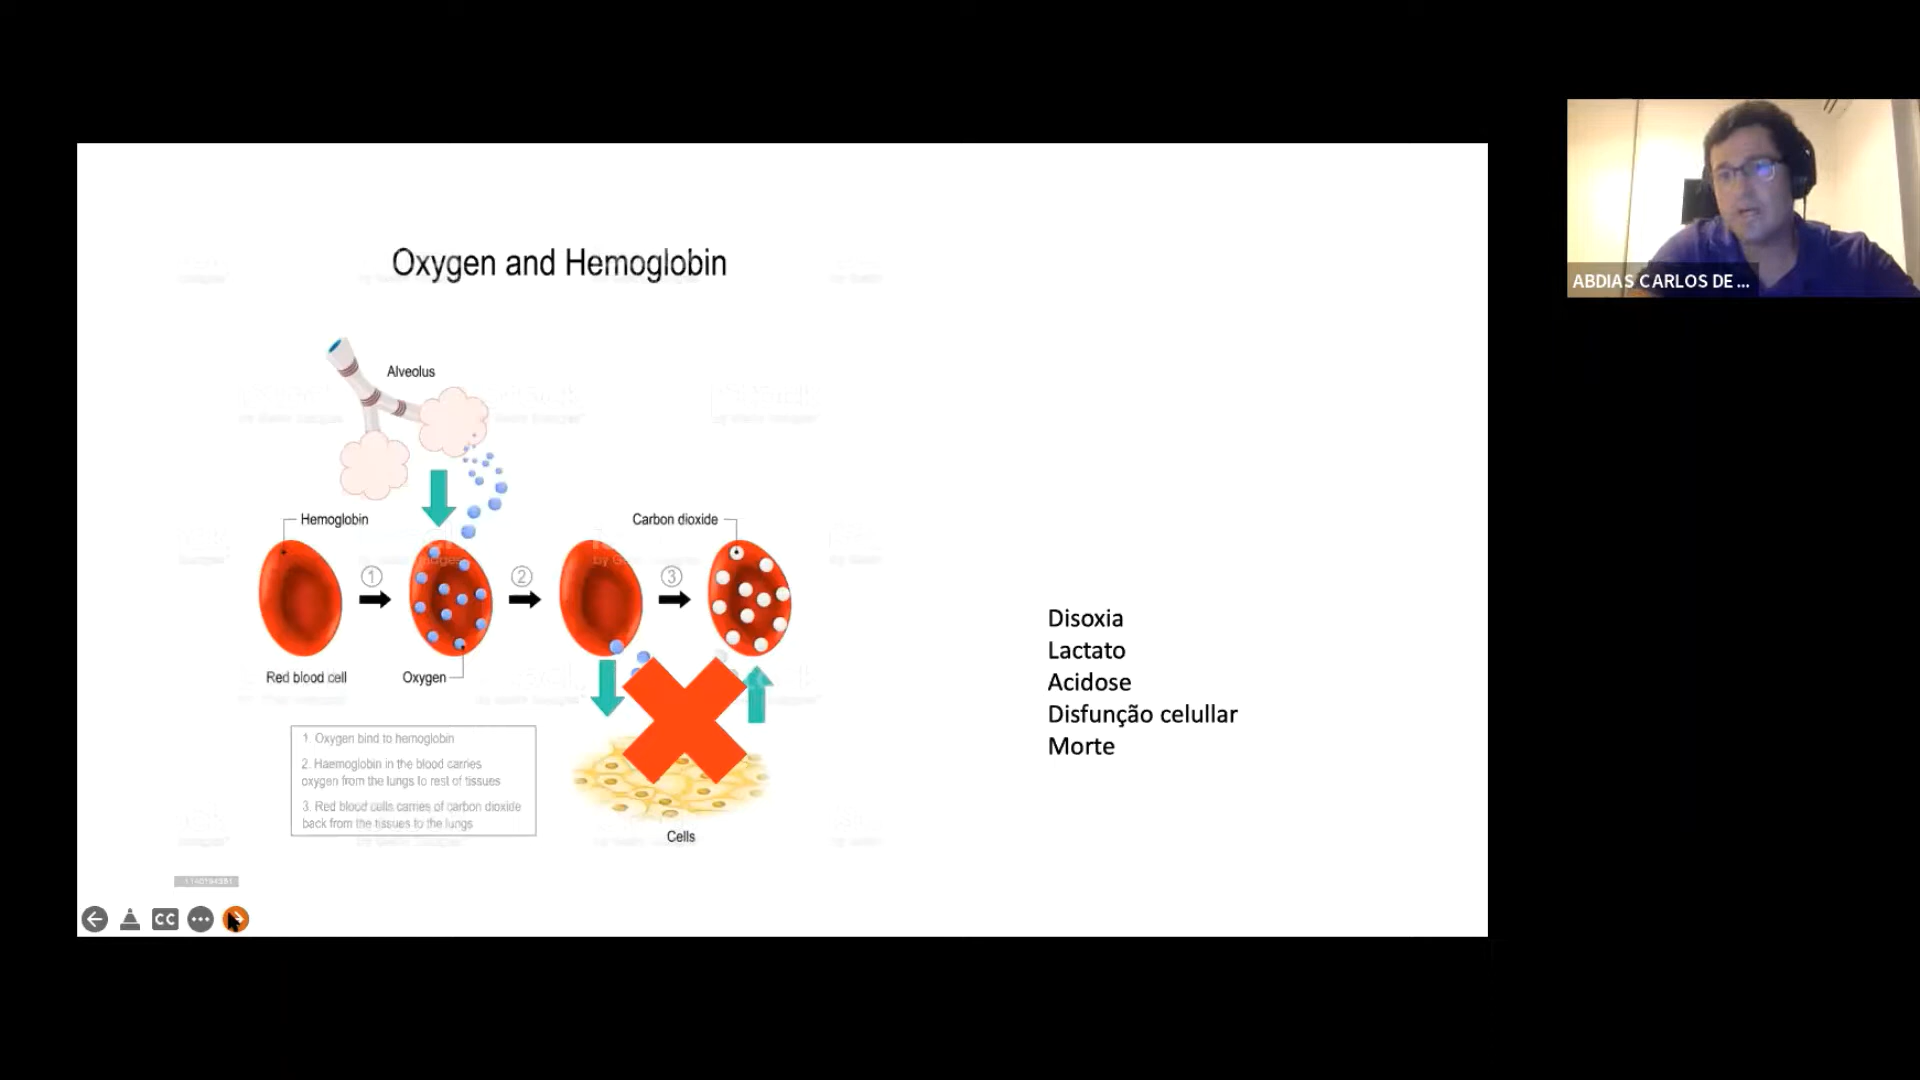 Oxygen and Hemoglobin
Alveolus
Hemoglobin
Carbon dioxide
1
2
3
Red blood cell
Oxygen
1. Oxygen bind to hemoglobin
2. Haemoglobin in the blood carries
oxygen from the lungs to rest of tissues
3. Red blood cells carries of carbon dioxide
back from the tissues to the lungs
Cells
Disoxia
Lactato
Acidose
Disfunção celullar
Morte
CC
ABDIAS CARLOS DE ...